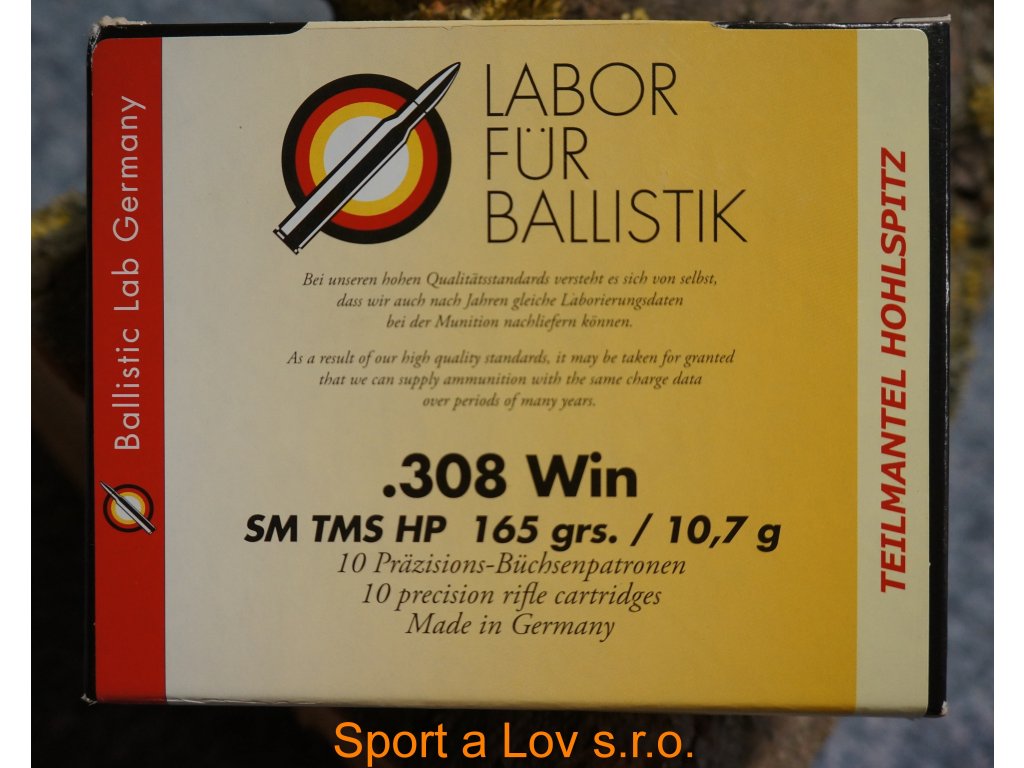 Ballistic Lab Germany
LABOR
FÜR
BALLISTIK
Bei unseren hohen Qualitätsstandards versteht es sich von selbst,
dass wir auch nach Jahren gleiche Laborierungsdaten
bei der Munition nachliefern können.
As a result of our high quality standards, it may be taken for granted
that we can supply ammunition with the same charge data
over periods of many years.
.308 Win
SM TMS HP 165 grs. / 10,7 g
10 Präzisions-Büchsenpatronen
10 precision rifle cartridges
Made in Germany
TEILMANTEL HOHLSPITZ
Sport a Lov s.r.o.